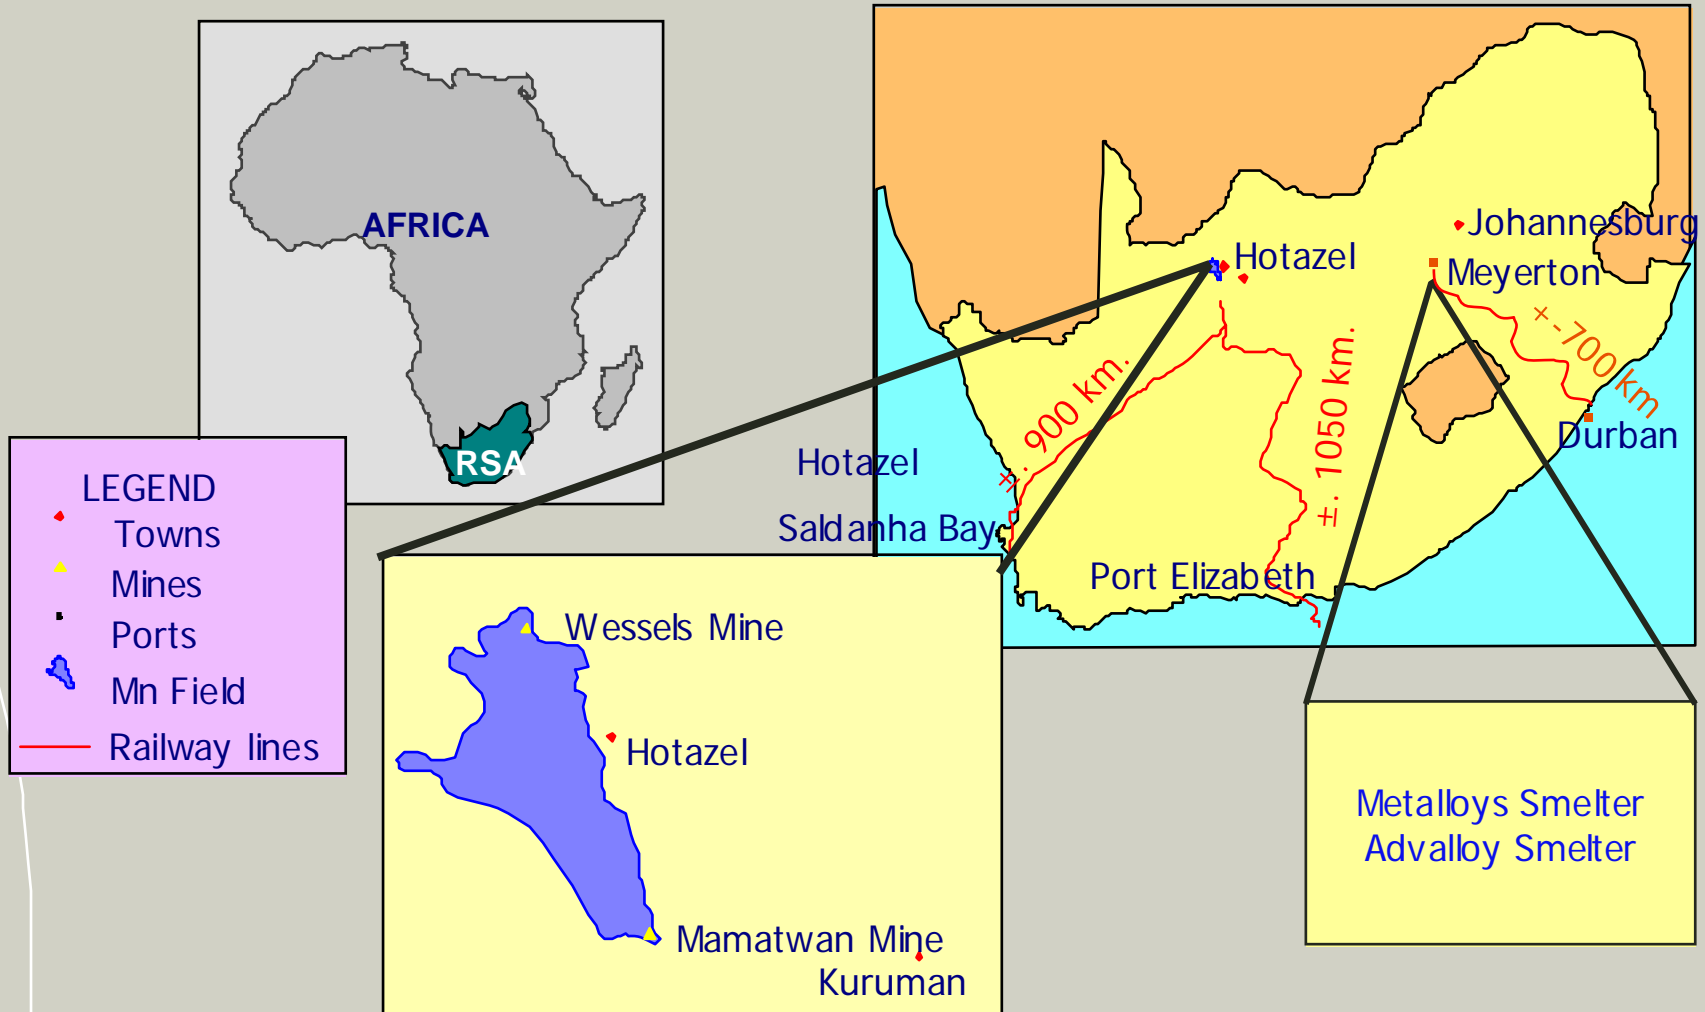 AFRICA
RSA
LEGEND
Towns
Mines
Ports
Mn Field
Railway lines
Johannesburg
Hotazel
Meyerton
+-700 km
±. 900 km.
±. 1050 km.
Durban
Hotazel
Saldanha Bay
Port Elizabeth
Wessels Mine
Hotazel
Mamatwan Mine
Kuruman
Metalloys Smelter
Advalloy Smelter